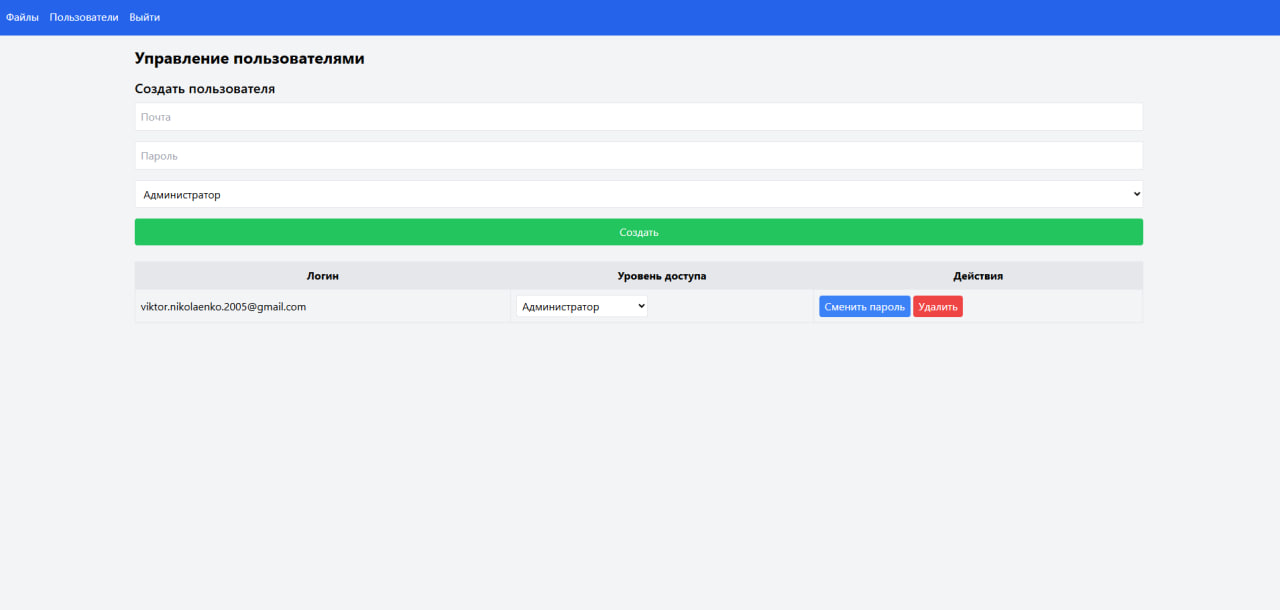 Файлы Пользователи Выйти
Управление пользователями
Создать пользователя
Почта
Пароль
Администратор
Создать
Логин Уровень доступа Действия
viktor.nikolaenko.2005@gmail.com Администратор Сменить пароль Удалить